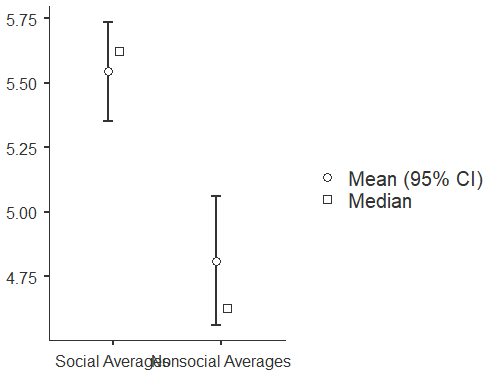 5.75
5.50
5.25
5.00
4.75
Social Averages
Nonsocial Averages
Mean (95% CI)
Median